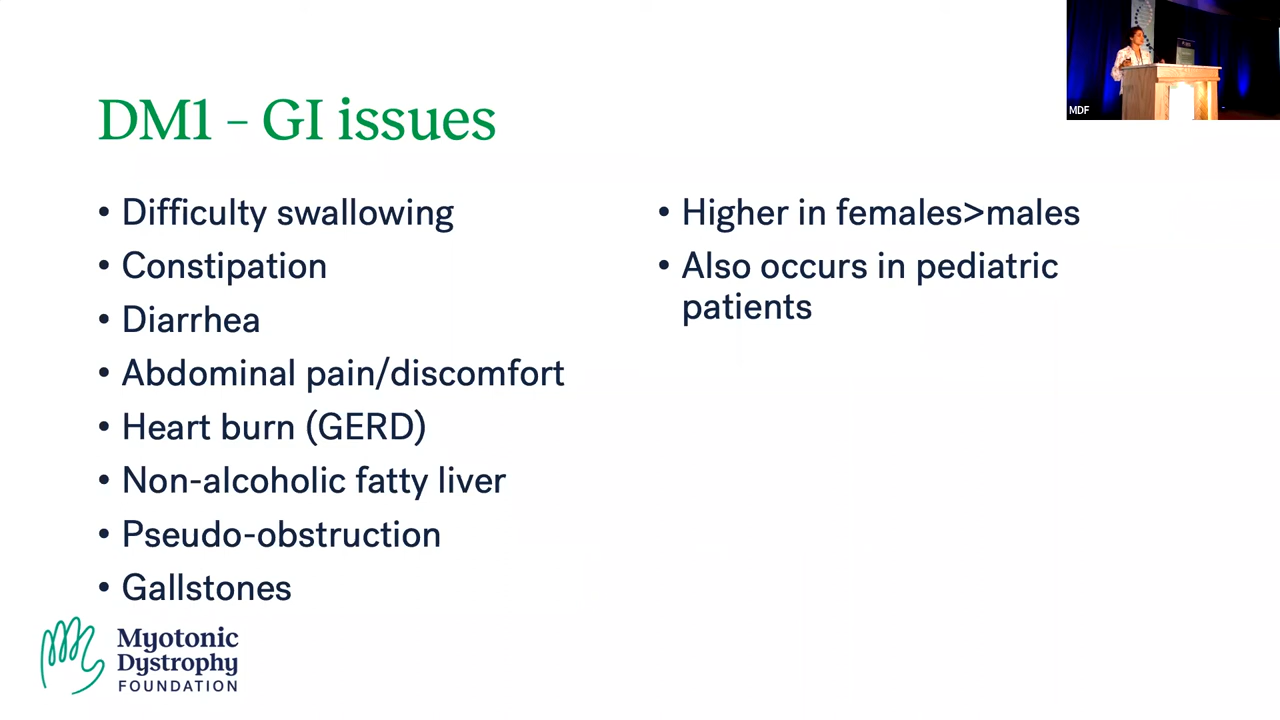 MDF
DM1 – GI issues
• Difficulty swallowing
• Constipation
• Diarrhea
• Abdominal pain/discomfort
• Heart burn (GERD)
• Non-alcoholic fatty liver
• Pseudo-obstruction
• Gallstones
• Higher in females>males
• Also occurs in pediatric
patients
Myotonic
Dystrophy
FOUNDATION